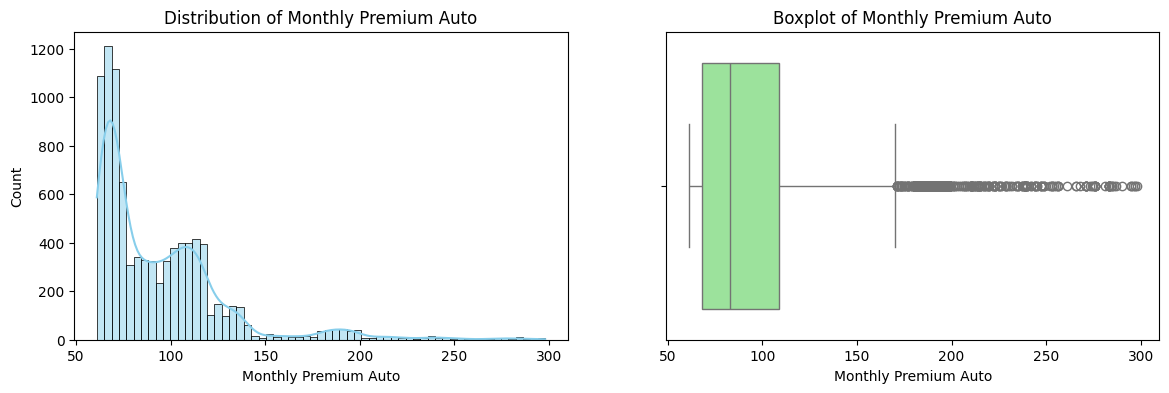 Distribution of Monthly Premium Auto
1200
1000
800
600
400
200
0
Count
50 100 150 200 250 300
Monthly Premium Auto
Boxplot of Monthly Premium Auto
50 100 150 200 250 300
Monthly Premium Auto